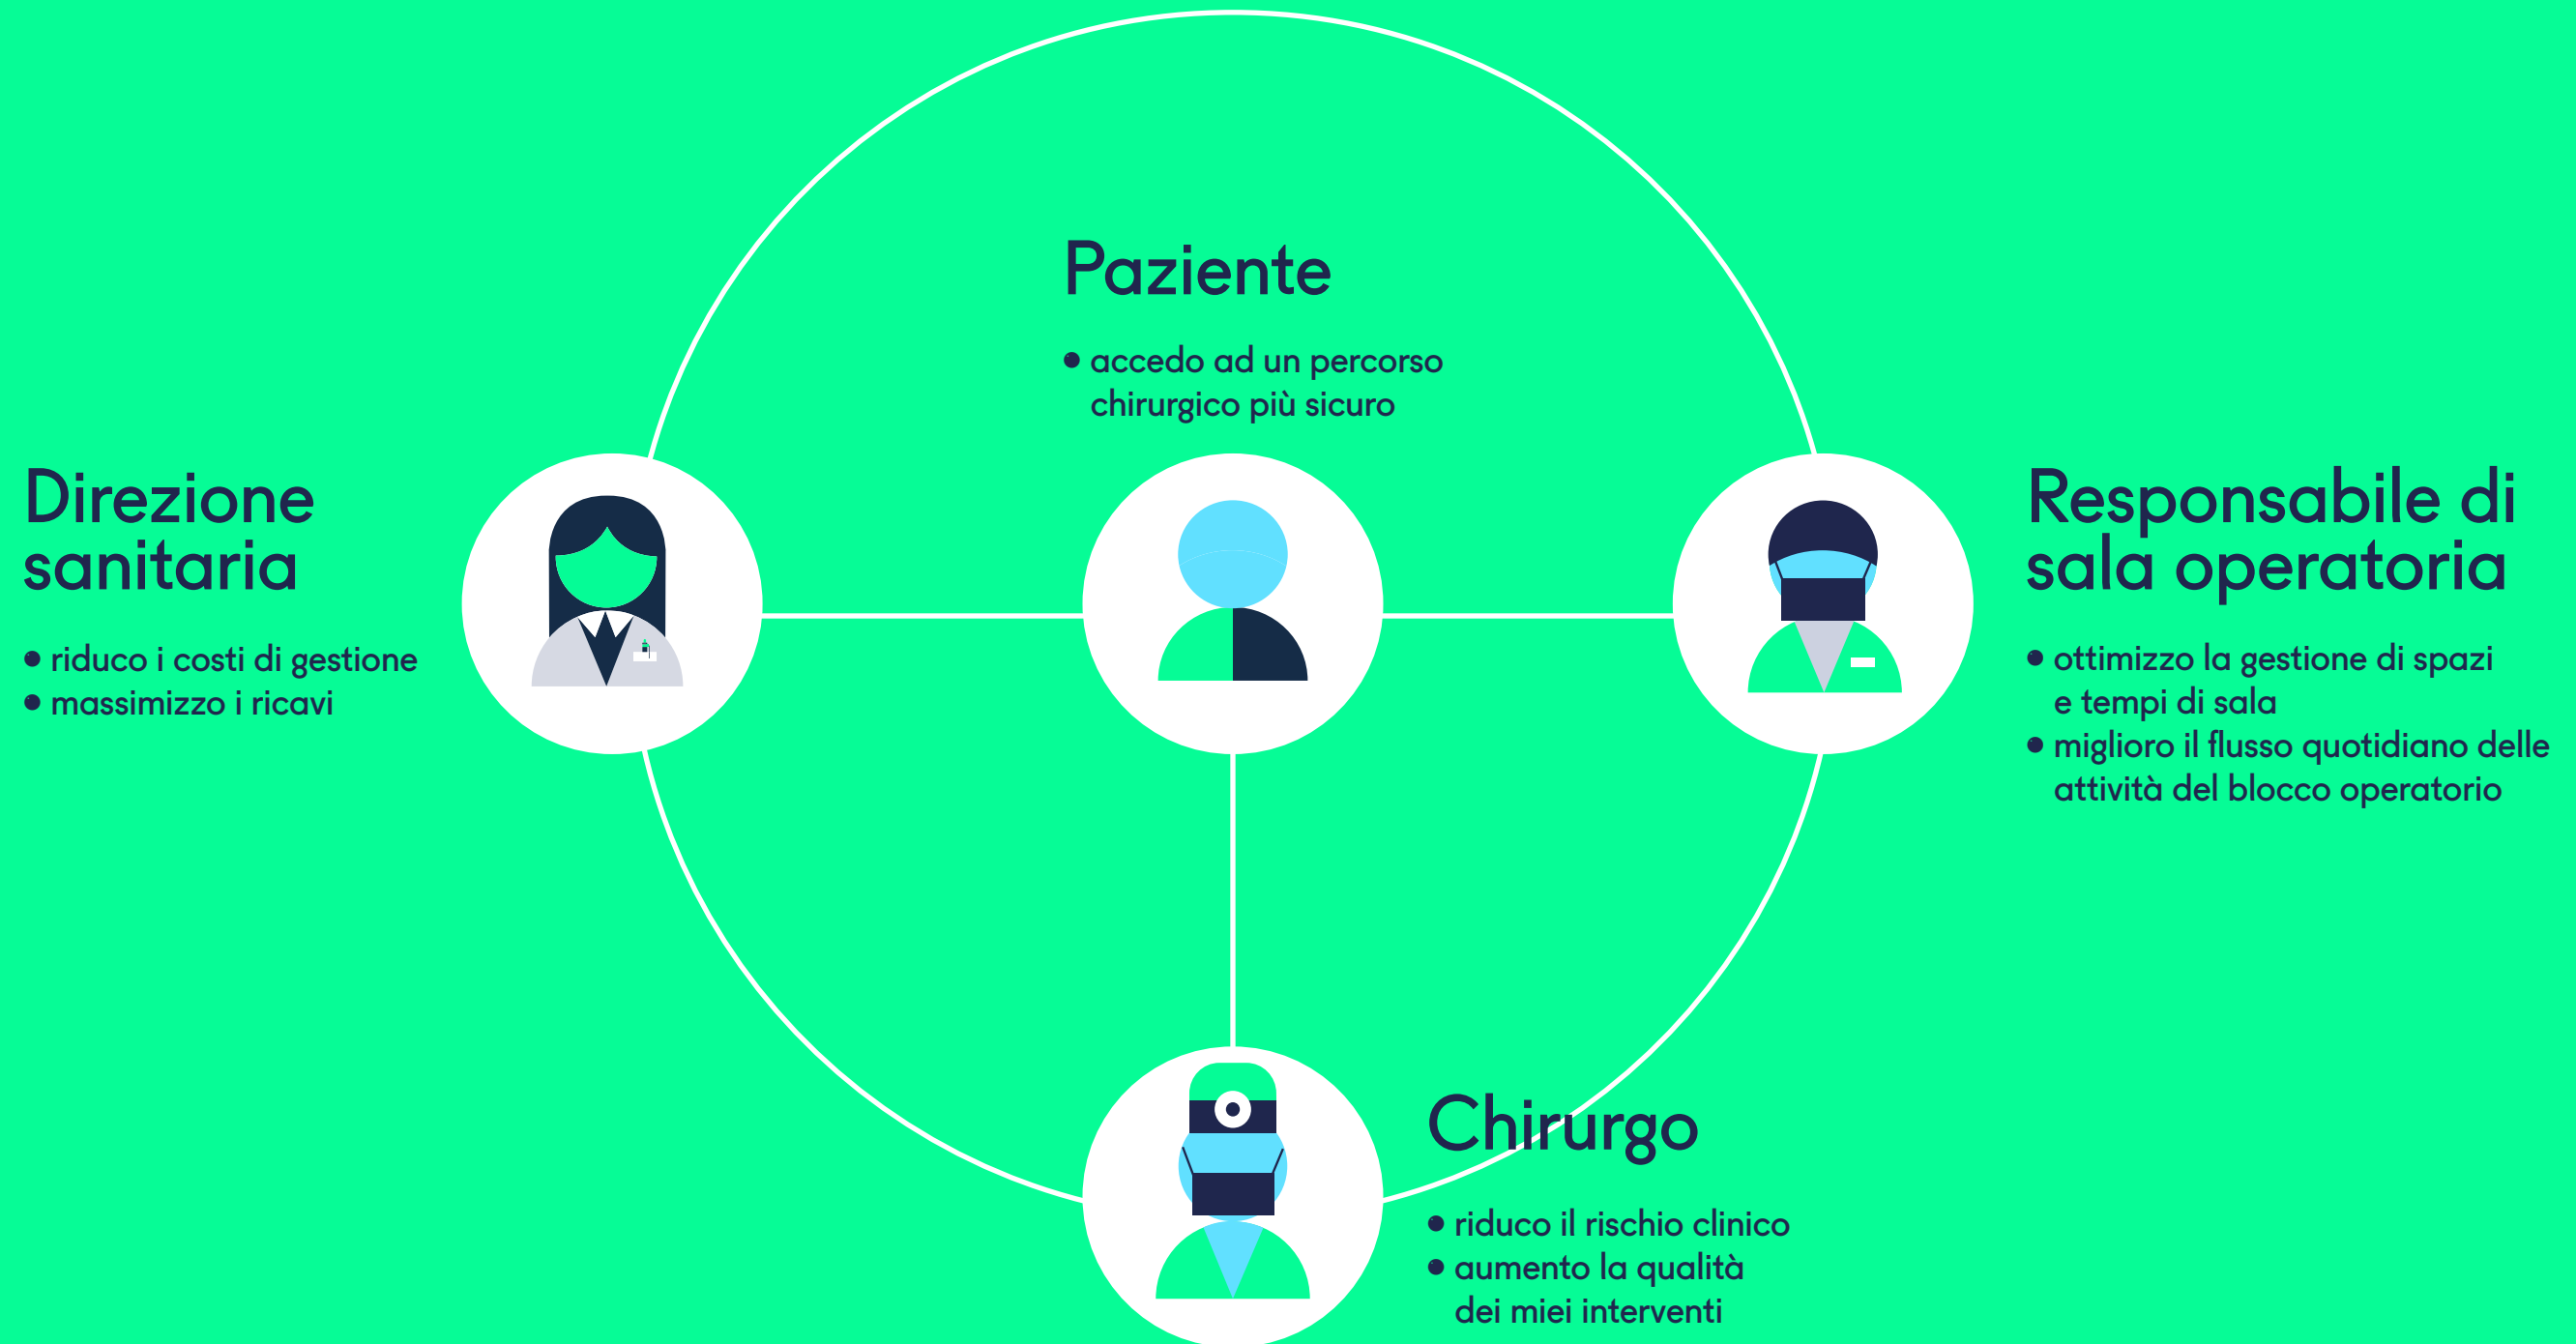 Paziente
• accedo ad un percorso
chirurgico più sicuro
Direzione
sanitaria
• riduco i costi di gestione
• massimizzo i ricavi
Responsabile di
sala operatoria
• ottimizzo la gestione di spazi
e tempi di sala
• miglioro il flusso quotidiano delle
attività del blocco operatorio
Chirurgo
• riduco il rischio clinico
• aumento la qualità
dei miei interventi